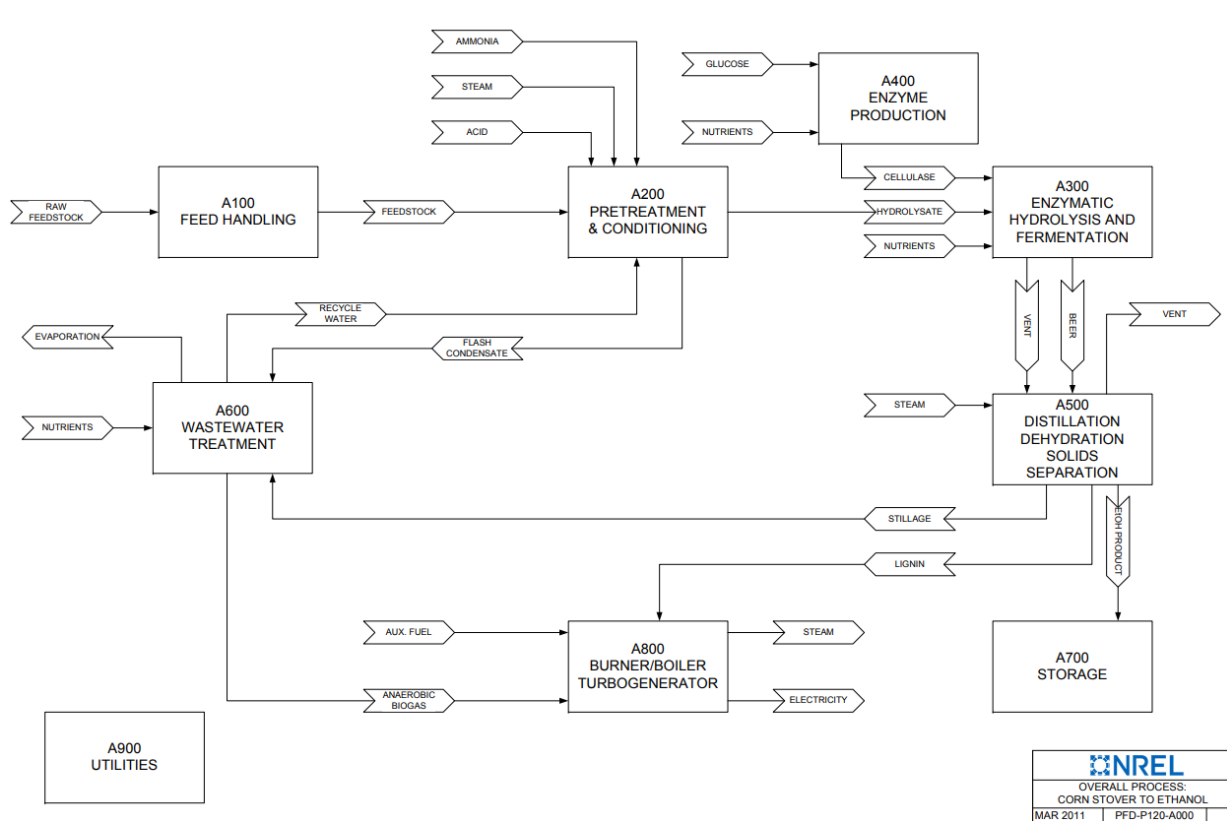 AMMONIA
STEAM
ACID
GLUCOSE
NUTRIENTS
A400
ENZYME
PRODUCTION
RAW
FEEDSTOCK
A100
FEED HANDLING
FEEDSTOCK
A200
PRETREATMENT
& CONDITIONING
CELLULASE
HYDROLYSATE
NUTRIENTS
A300
ENZYMATIC
HYDROLYSIS AND
FERMENTATION
RECYCLE
WATER
EVAPORATION
FLASH
CONDENSATE
VENT
BEER
VENT
NUTRIENTS
A600
WASTEWATER
TREATMENT
STEAM
A500
DISTILLATION
DEHYDRATION
SOLIDS
SEPARATION
STILLAGE
EtOH PRODUCT
LIGNIN
AUX. FUEL
ANAEROBIC
BIOGAS
A800
BURNER/BOILER
TURBOGENERATOR
STEAM
ELECTRICITY
A700
STORAGE
A900
UTILITIES
NREL
OVERALL PROCESS:
CORN STOVER TO ETHANOL
MAR 2011 PFD-P120-A000